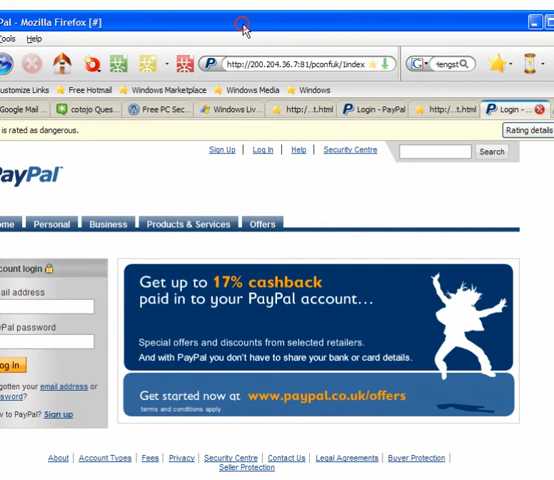 Pal - Mozilla Firefox [#]
Tools Help
http://200.204.36.7:81/pconfuk/1index
G
ustomize Links Free Hotmail Windows Marketplace Windows Media Windows
Google Mail ... cotojo Ques... Free PC Sec... Windows Liv... http:/...t.html Login - PayPal http:/...t.html Login - ...
is rated as dangerous. Rating details
Sign Up | Log In | Help | Security Centre Search
PayPal
ome Personal Business Products & Services Offers
count login
ail address
yPal password
g In
gotten your email address or
sword?
w to PayPal? Sign up
Get up to 17% cashback
paid in to your PayPal account...
Special offers and discounts from selected retailers.
And with PayPal you don't have to share your bank or card details.
Get started now at www.paypal.co.uk/offers
terms and conditions apply
About | Account Types | Fees | Privacy | Security Centre | Contact Us | Legal Agreements | Buyer Protection |
Seller Protection